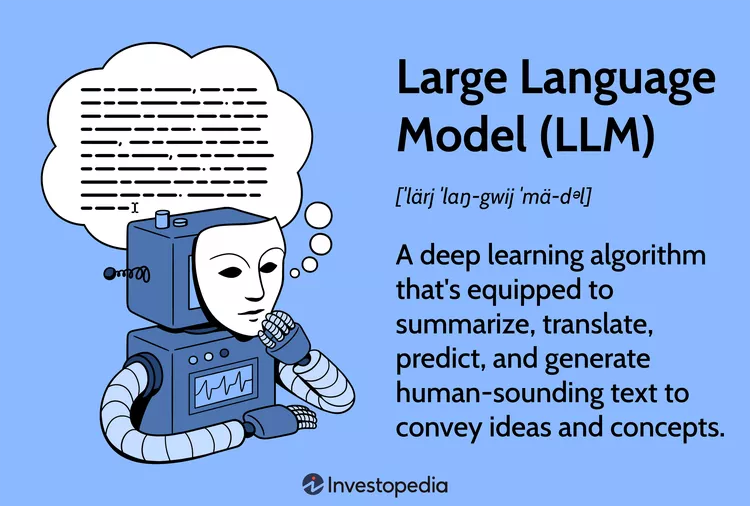 Large Language
Model (LLM)
[ˈlärj ˈlaŋ-gwij ˈmä-dᵊl]
A deep learning algorithm
that's equipped to
summarize, translate,
predict, and generate
human-sounding text to
convey ideas and concepts.
Investopedia